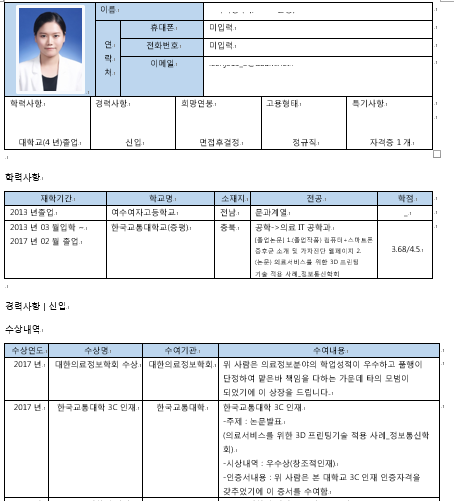 이름
연락처
휴대폰 미입력
전화번호 미입력
이메일
학력사항 경력사항 희망연봉 고용형태 특기사항
대학교(4년)졸업 신입 면접후결정 정규직 자격증 1개
학력사항
재학기간 학교명 소재지 전공 학점
2013 년졸업 여수여자고등학교 전남 문과계열 _
2013 년 03 월입학 ~ 한국교통대학교(증평) 충북 공학->의료 IT 공학과
2017 년 02 월 졸업
(졸업논문) 1.(졸업작품) 컴퓨터+스마트폰
증후군 소개 및 가자진단 웹페이지 2.
(논문) 의료서비스를 위한 3D 프린팅
기술 적용 사례_정보통신학회
3.68/4.5
경력사항 | 신입
수상내역
수상연도 수상명 수여기관 수여내용
2017 년 대한의료정보학회 수상 대한의료정보학회 위 사람은 의료정보분야의 학업성적이 우수하고 품행이
단정하여 맡은바 책임을 다하는 가운데 타의 모범이
되었기에 이 상장을 드립니다.
2017 년 한국교통대학 3C 인재 한국교통대학 한국교통대학 3C 인재
-주제 : 논문발표
(의료서비스를 위한 3D 프린팅기술 적용 사례_정보통신학
회)
-시상내역 : 우수상(창조적인재)
-인증서내용 : 위 사람은 본 대학교 3C 인재 인증자격을
갖추었기에 이 증서를 수여함